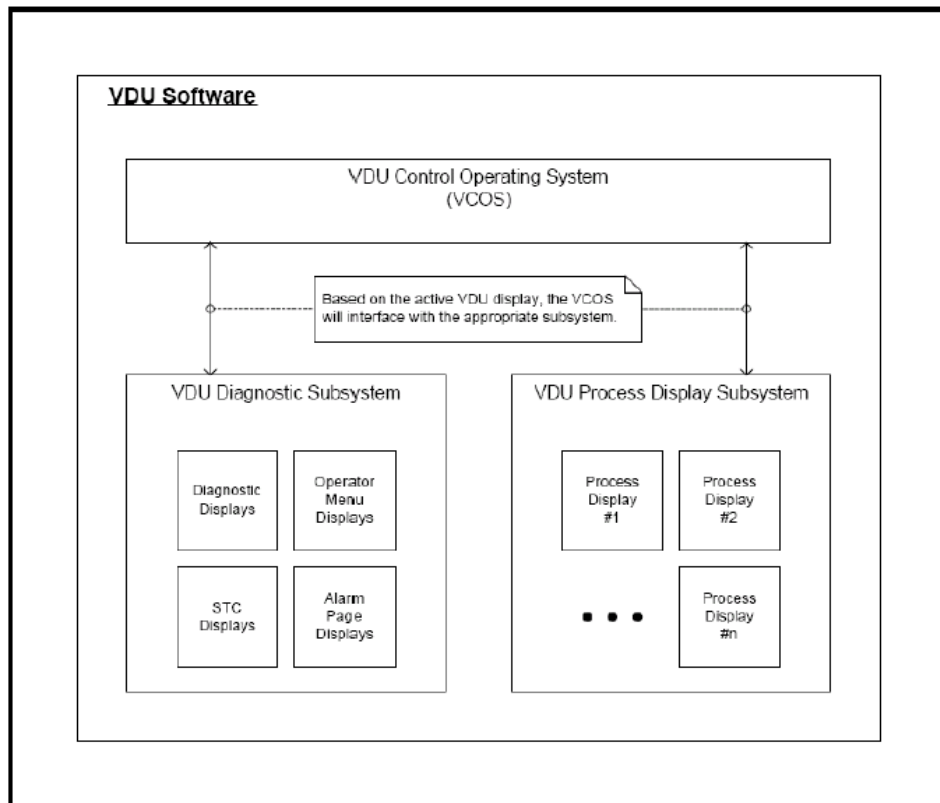 VDU Software
VDU Control Operating System
(VCOS)
Based on the active VDU display, the VCOS
will interface with the appropriate subsystem.
VDU Diagnostic Subsystem
Diagnostic
Displays
Operator
Menu
Displays
STC
Displays
Alarm
Page
Displays
VDU Process Display Subsystem
Process
Display
#1
Process
Display
#2
Process
Display
#n